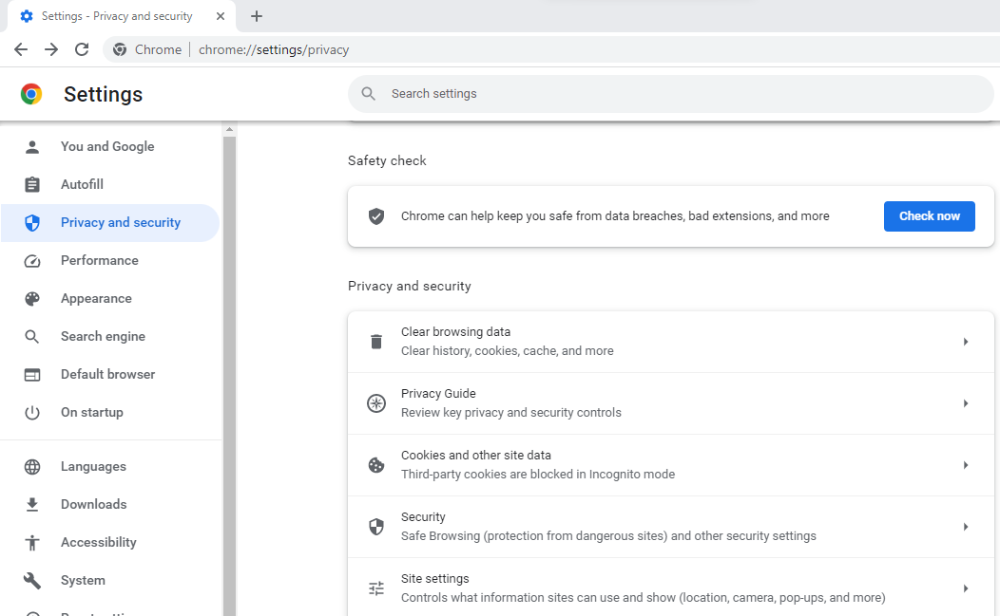 Settings - Privacy and security
Chrome
chrome://settings/privacy
Settings
Search settings
You and Google
Autofill
Privacy and security
Performance
Appearance
Search engine
Default browser
On startup
Languages
Downloads
Accessibility
System
Safety check
Chrome can help keep you safe from data breaches, bad extensions, and more
Check now
Privacy and security
Clear browsing data
Clear history, cookies, cache, and more
Privacy Guide
Review key privacy and security controls
Cookies and other site data
Third-party cookies are blocked in Incognito mode
Security
Safe Browsing (protection from dangerous sites) and other security settings
Site settings
Controls what information sites can use and show (location, camera, pop-ups, and more)